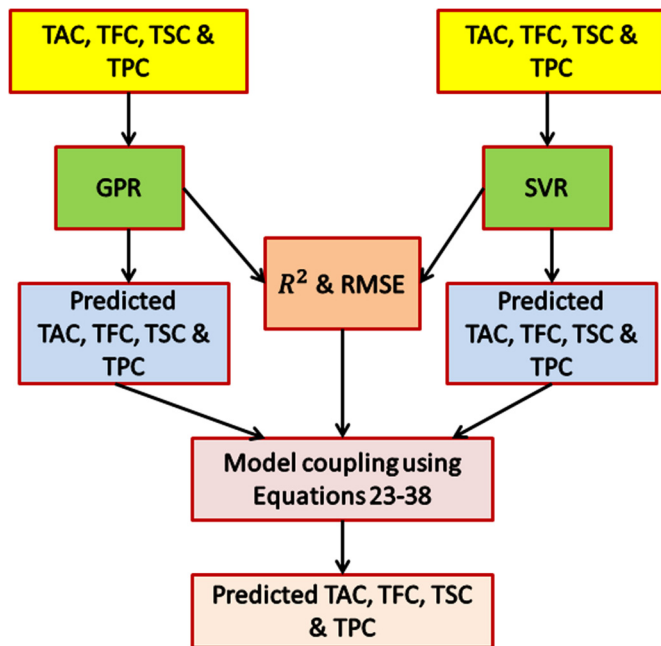 TAC, TFC, TSC &
TPC
TAC, TFC, TSC &
TPC
GPR
SVR
R² & RMSE
Predicted
TAC, TFC, TSC &
TPC
Predicted
TAC, TFC, TSC &
TPC
Model coupling using
Equations 23-38
Predicted TAC, TFC, TSC
& TPC